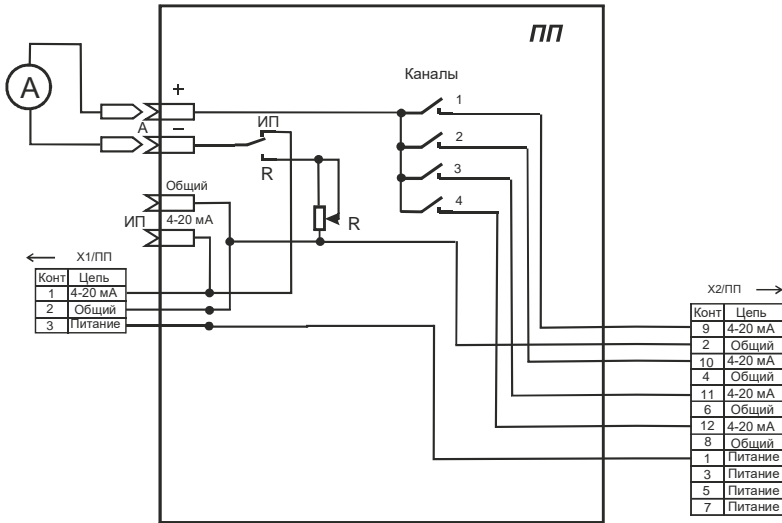 ПП
Каналы
А
+
А
–
ИП
R
1
2
3
4
Общий
ИП
4-20 мА
R
Х1/ПП
Конт Цепь
1 4-20 мА
2 Общий
3 Питание
Х2/ПП
Конт Цепь
9 4-20 мА
2 Общий
10 4-20 мА
4 Общий
11 4-20 мА
6 Общий
12 4-20 мА
8 Общий
1 Питание
3 Питание
5 Питание
7 Питание